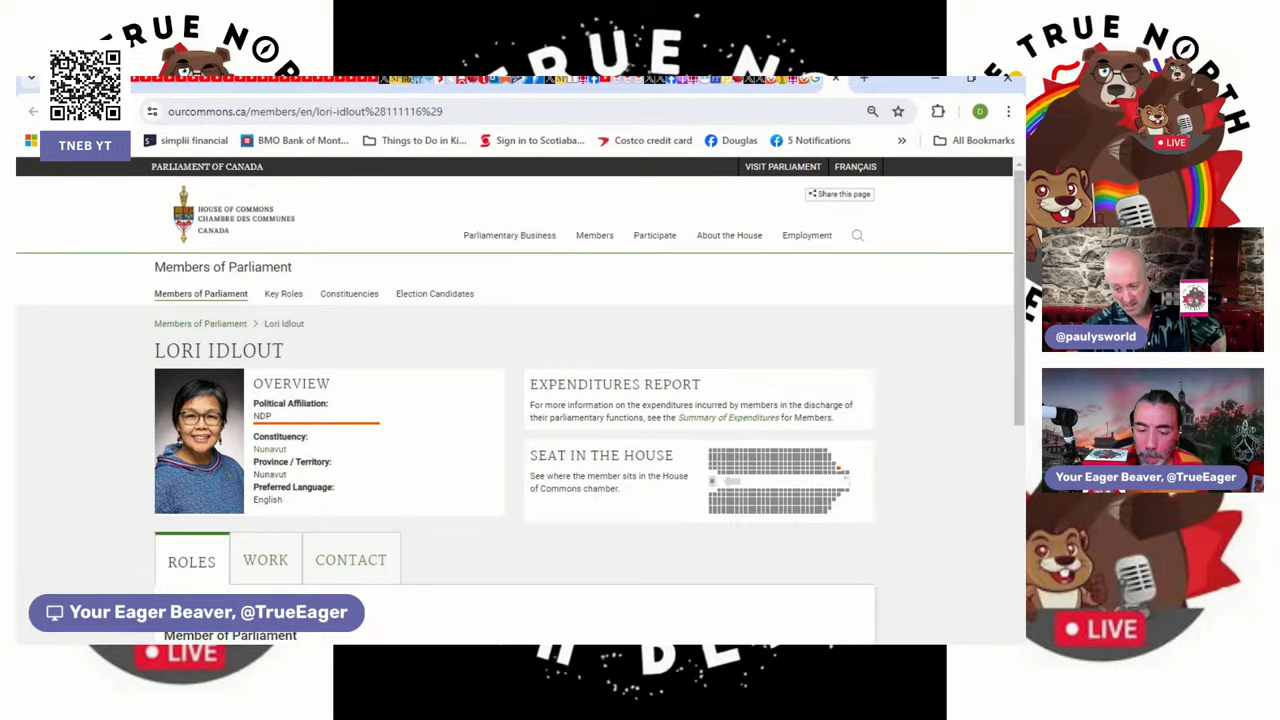 TRUE NO
TRUE N
TRUE NORTH
TNEB YT
ourcommons.ca/members/en/lori-idlout%28111116%29
simplii financial
BMO Bank of Mont...
Things to Do in Ki...
Sign in to Scotiaba...
Costco credit card
Douglas
5 Notifications
»
All Bookmarks
D
PARLIAMENT OF CANADA
VISIT PARLIAMENT
FRANÇAIS
Share this page
HOUSE OF COMMONS
CHAMBRE DES COMMUNES
CANADA
Parliamentary Business
Members
Participate
About the House
Employment
Members of Parliament
Members of Parliament
Key Roles
Constituencies
Election Candidates
Members of Parliament > Lori Idlout
LORI IDLOUT
OVERVIEW
Political Affiliation:
NDP
Constituency:
Nunavut
Province / Territory:
Nunavut
Preferred Language:
English
EXPENDITURES REPORT
For more information on the expenditures incurred by members in the discharge of
their parliamentary functions, see the Summary of Expenditures for Members.
SEAT IN THE HOUSE
See where the member sits in the House
of Commons chamber.
ROLES
WORK
CONTACT
Member of Parliament
Your Eager Beaver, @TrueEager
LIVE
@paulysworld
Your Eager Beaver, @TrueEager
LIVE
LIVE